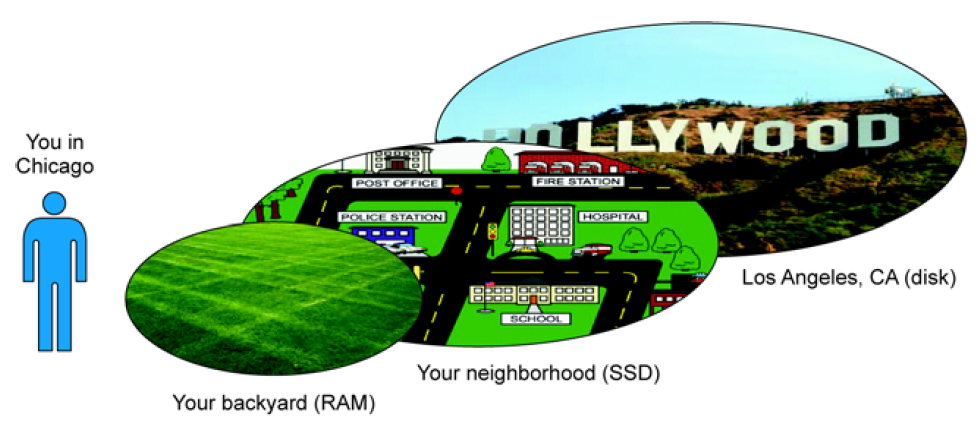 You in
Chicago
HOLLYWOOD
POST OFFICE
FIRE STATION
POLICE STATION
HOSPITAL
SCHOOL
Los Angeles, CA (disk)
Your neighborhood (SSD)
Your backyard (RAM)